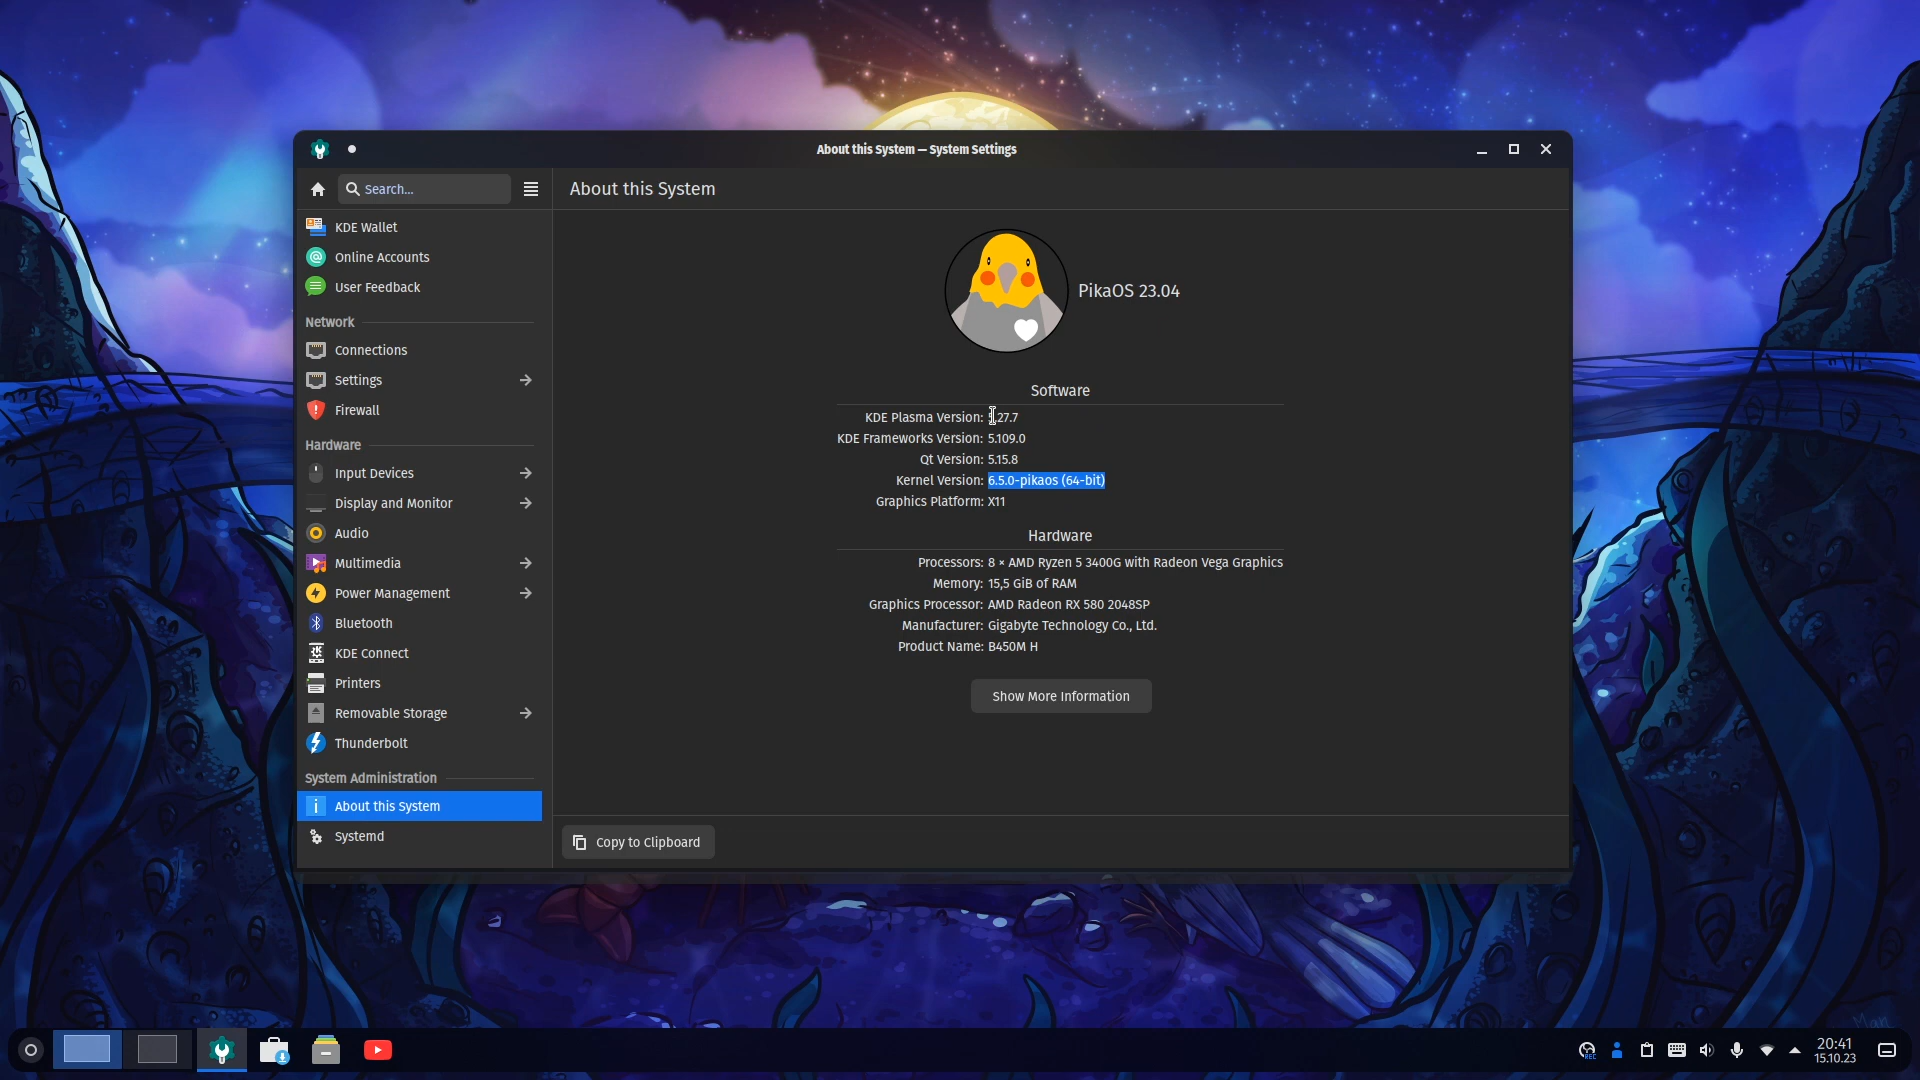 About this System — System Settings
Search...
About this System
KDE Wallet
Online Accounts
User Feedback
Network
Connections
Settings
Firewall
Hardware
Input Devices
Display and Monitor
Audio
Multimedia
Power Management
Bluetooth
KDE Connect
Printers
Removable Storage
Thunderbolt
System Administration
About this System
Systemd
PikaOS 23.04
Software
KDE Plasma Version: 5.27.7
KDE Frameworks Version: 5.109.0
Qt Version: 5.15.8
Kernel Version: 6.5.0-pikaos (64-bit)
Graphics Platform: X11
Hardware
Processors: 8 × AMD Ryzen 5 3400G with Radeon Vega Graphics
Memory: 15,5 GiB of RAM
Graphics Processor: AMD Radeon RX 580 2048SP
Manufacturer: Gigabyte Technology Co., Ltd.
Product Name: B450M H
Show More Information
Copy to Clipboard
REC
20:41
15.10.23